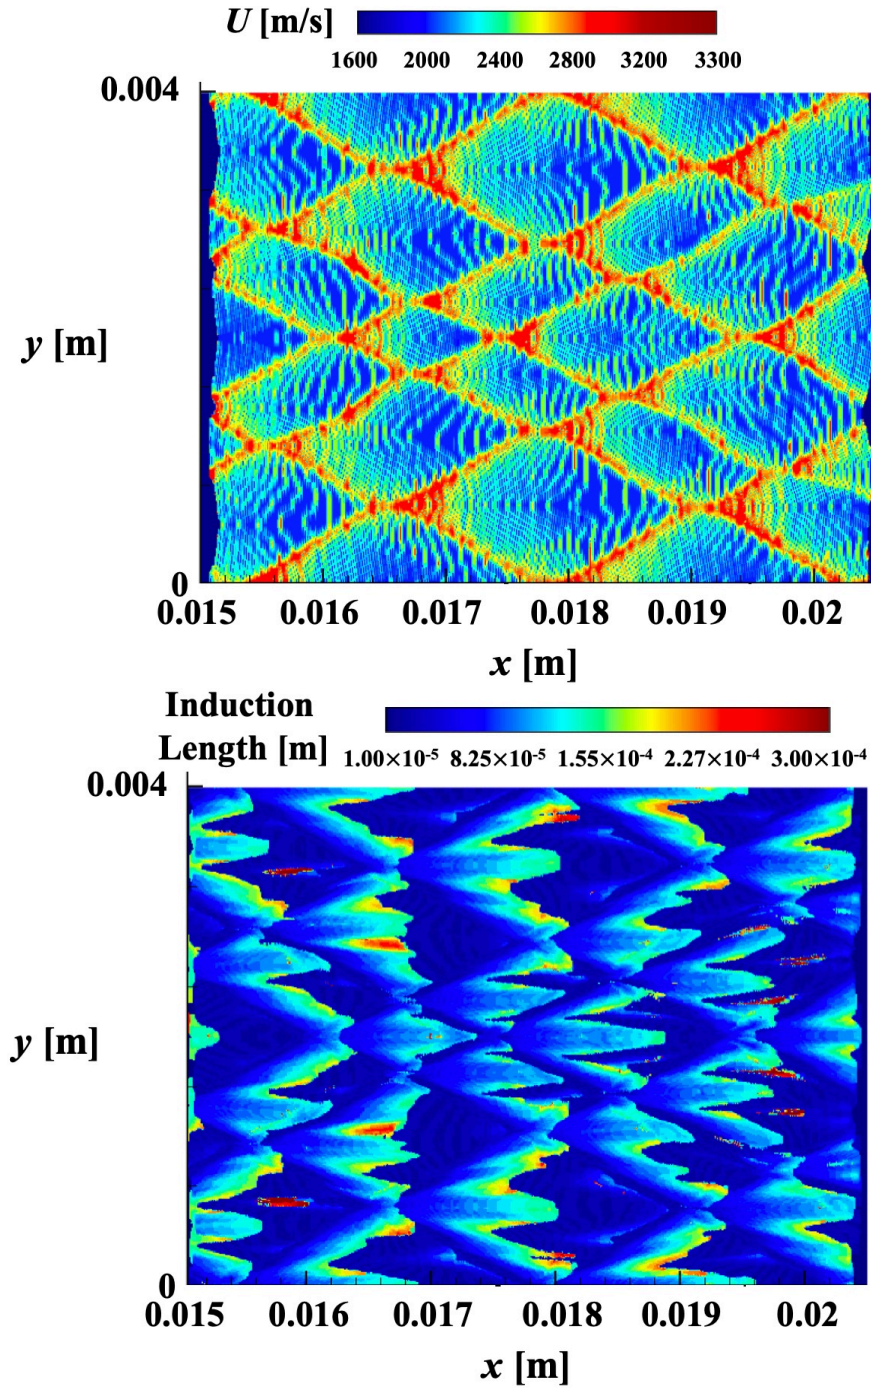 U [m/s]
1600 2000 2400 2800 3200 3300
0.004
y [m]
0
0.015 0.016 0.017 0.018 0.019 0.02
x [m]
Induction
Length [m]
1.00×10⁻⁵ 8.25×10⁻⁵ 1.55×10⁻⁴ 2.27×10⁻⁴ 3.00×10⁻⁴
0.004
y [m]
0
0.015 0.016 0.017 0.018 0.019 0.02
x [m]